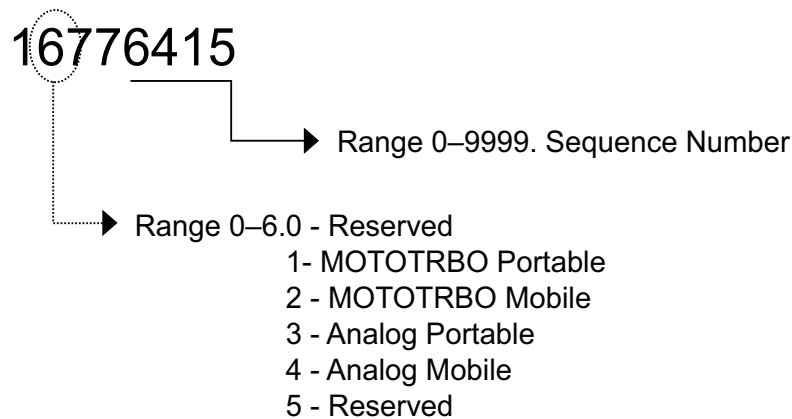 16776415
Range 0–9999. Sequence Number
Range 0–6.0 - Reserved
1- MOTOTRBO Portable
2 - MOTOTRBO Mobile
3 - Analog Portable
4 - Analog Mobile
5 - Reserved